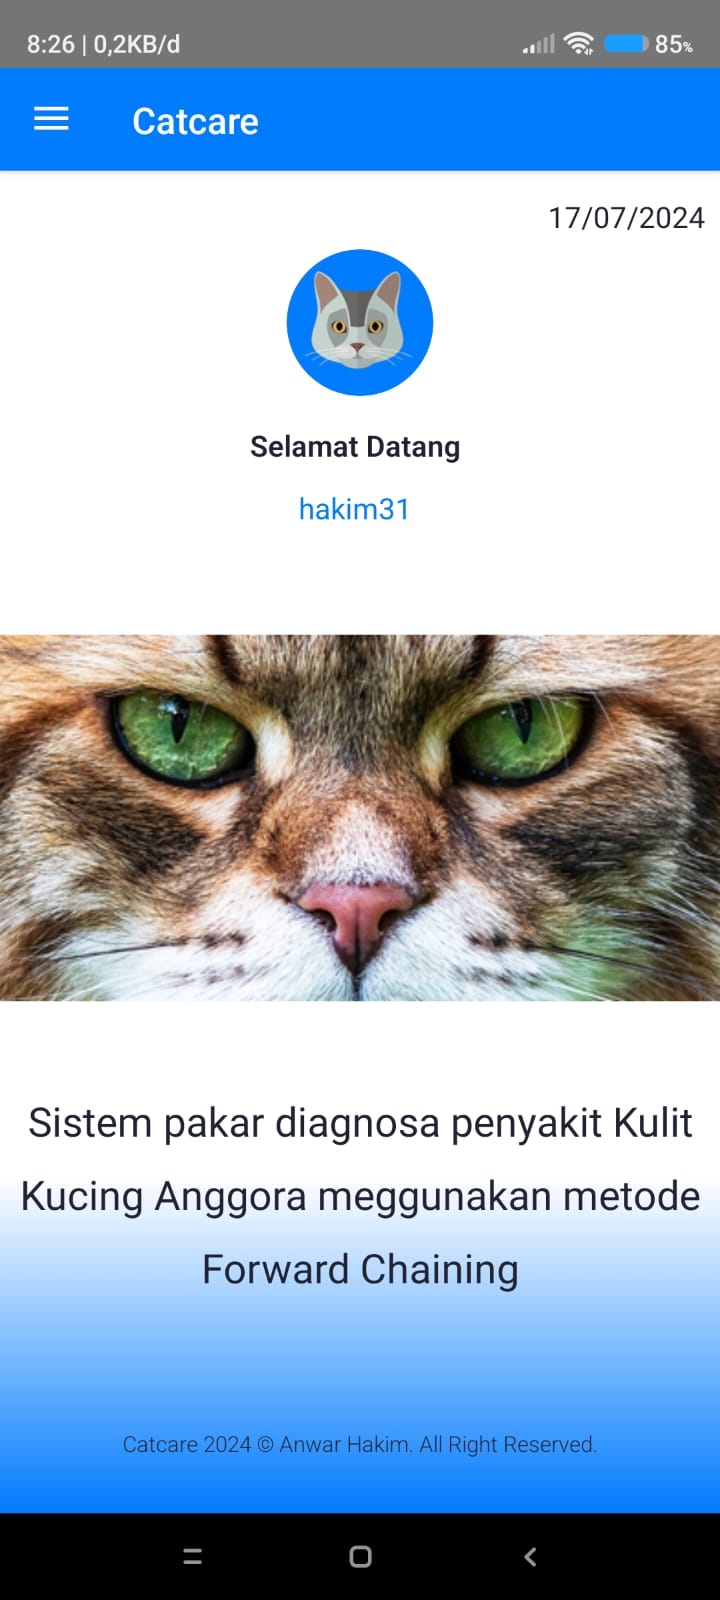 8:26 | 0,2KB/d 85%
Catcare
17/07/2024
Selamat Datang
hakim31
Sistem pakar diagnosa penyakit Kulit
Kucing Anggora meggunakan metode
Forward Chaining
Catcare 2024 © Anwar Hakim. All Right Reserved.